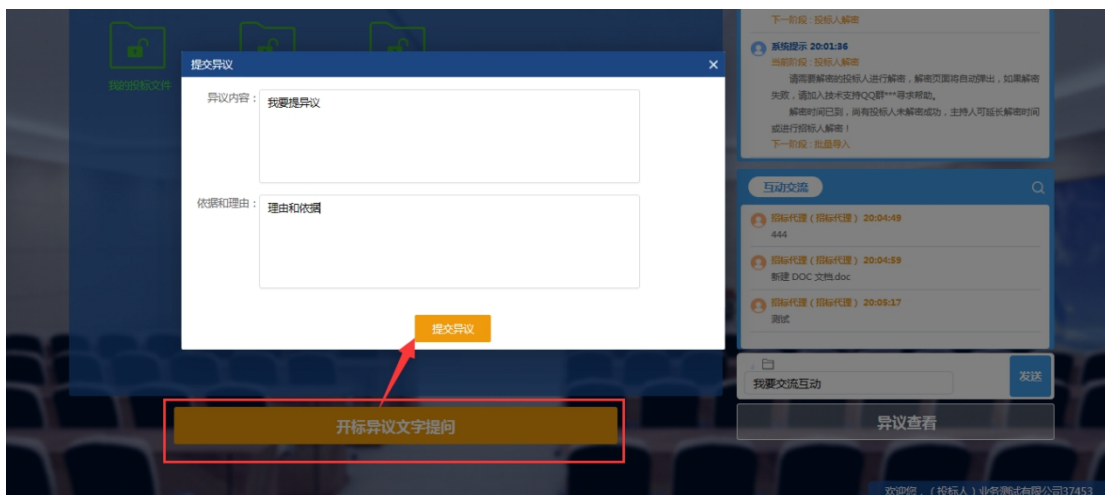 我的投标文件
提交异议
×
异议内容：
我要提异议
依据和理由：
理由和依据
提交异议
开标异议文字提问
下一阶段：投标人解密
系统提示 20:01:36
当前阶段：投标人解密
请需要解密的投标人进行解密，解密页面将自动弹出，如果解密
失败，请加入技术支持QQ群***寻求帮助。
解密时间已到，尚有投标人未解密成功，主持人可延长解密时间
或进行招标人解密！
下一阶段：批量导入
互动交流
招标代理（招标代理） 20:04:49
444
招标代理（招标代理） 20:04:59
新建 DOC 文档.doc
招标代理（招标代理） 20:05:17
测试
我要交流互动
发送
异议查看
欢迎您，（投标人）业务测试有限公司37453